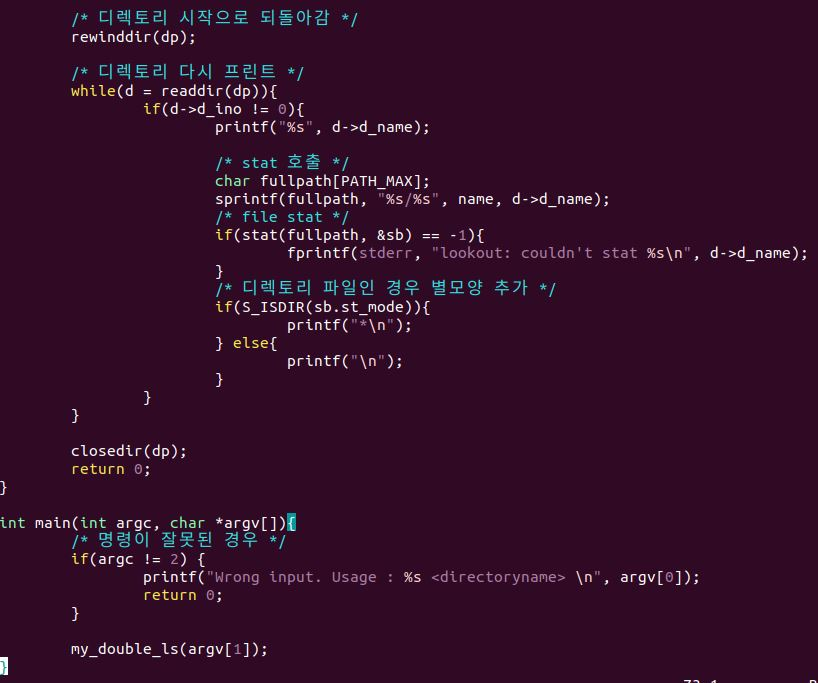 /* 디렉토리 시작으로 되돌아감 */
rewinddir(dp);
/* 디렉토리 다시 프린트 */
while(d = readdir(dp)){
if(d->d_ino != 0){
printf("%s", d->d_name);
/* stat 호출 */
char fullpath[PATH_MAX];
sprintf(fullpath, "%s/%s", name, d->d_name);
/* file stat */
if(stat(fullpath, &sb) == -1){
fprintf(stderr, "lookout: couldn't stat %s\n", d->d_name);
}
/* 디렉토리 파일인 경우 별모양 추가 */
if(S_ISDIR(sb.st_mode)){
printf("*\n");
} else{
printf("\n");
}
}
}
closedir(dp);
return 0;
}
int main(int argc, char *argv[]){
/* 명령이 잘못된 경우 */
if(argc != 2) {
printf("Wrong input. Usage : %s <directoryname> \n", argv[0]);
return 0;
}
my_double_ls(argv[1]);
}